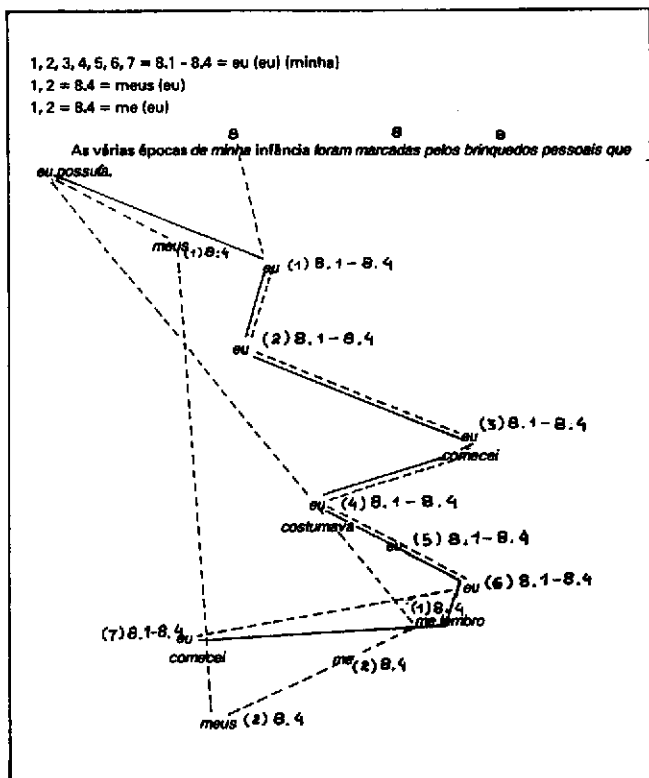 1, 2, 3, 4, 5, 6, 7 = 8.1 - 8.4 = eu (eu) (minha)
1, 2 = 8.4 = meus (eu)
1, 2 = 8.4 = me (eu)
8 8 8
As várias épocas de minha infância foram marcadas pelos brinquedos pessoais que
eu possuía.
meus (1) 8.4
eu (1) 8.1 - 8.4
eu (2) 8.1 - 8.4
eu (3) 8.1 - 8.4
comecei
eu (4) 8.1 - 8.4
costumava
eu (5) 8.1 - 8.4
eu (6) 8.1 - 8.4
(1) 8.4
me lembro
(7) 8.1 - 8.4 eu
comecei
me (2) 8.4
meus (2) 8.4